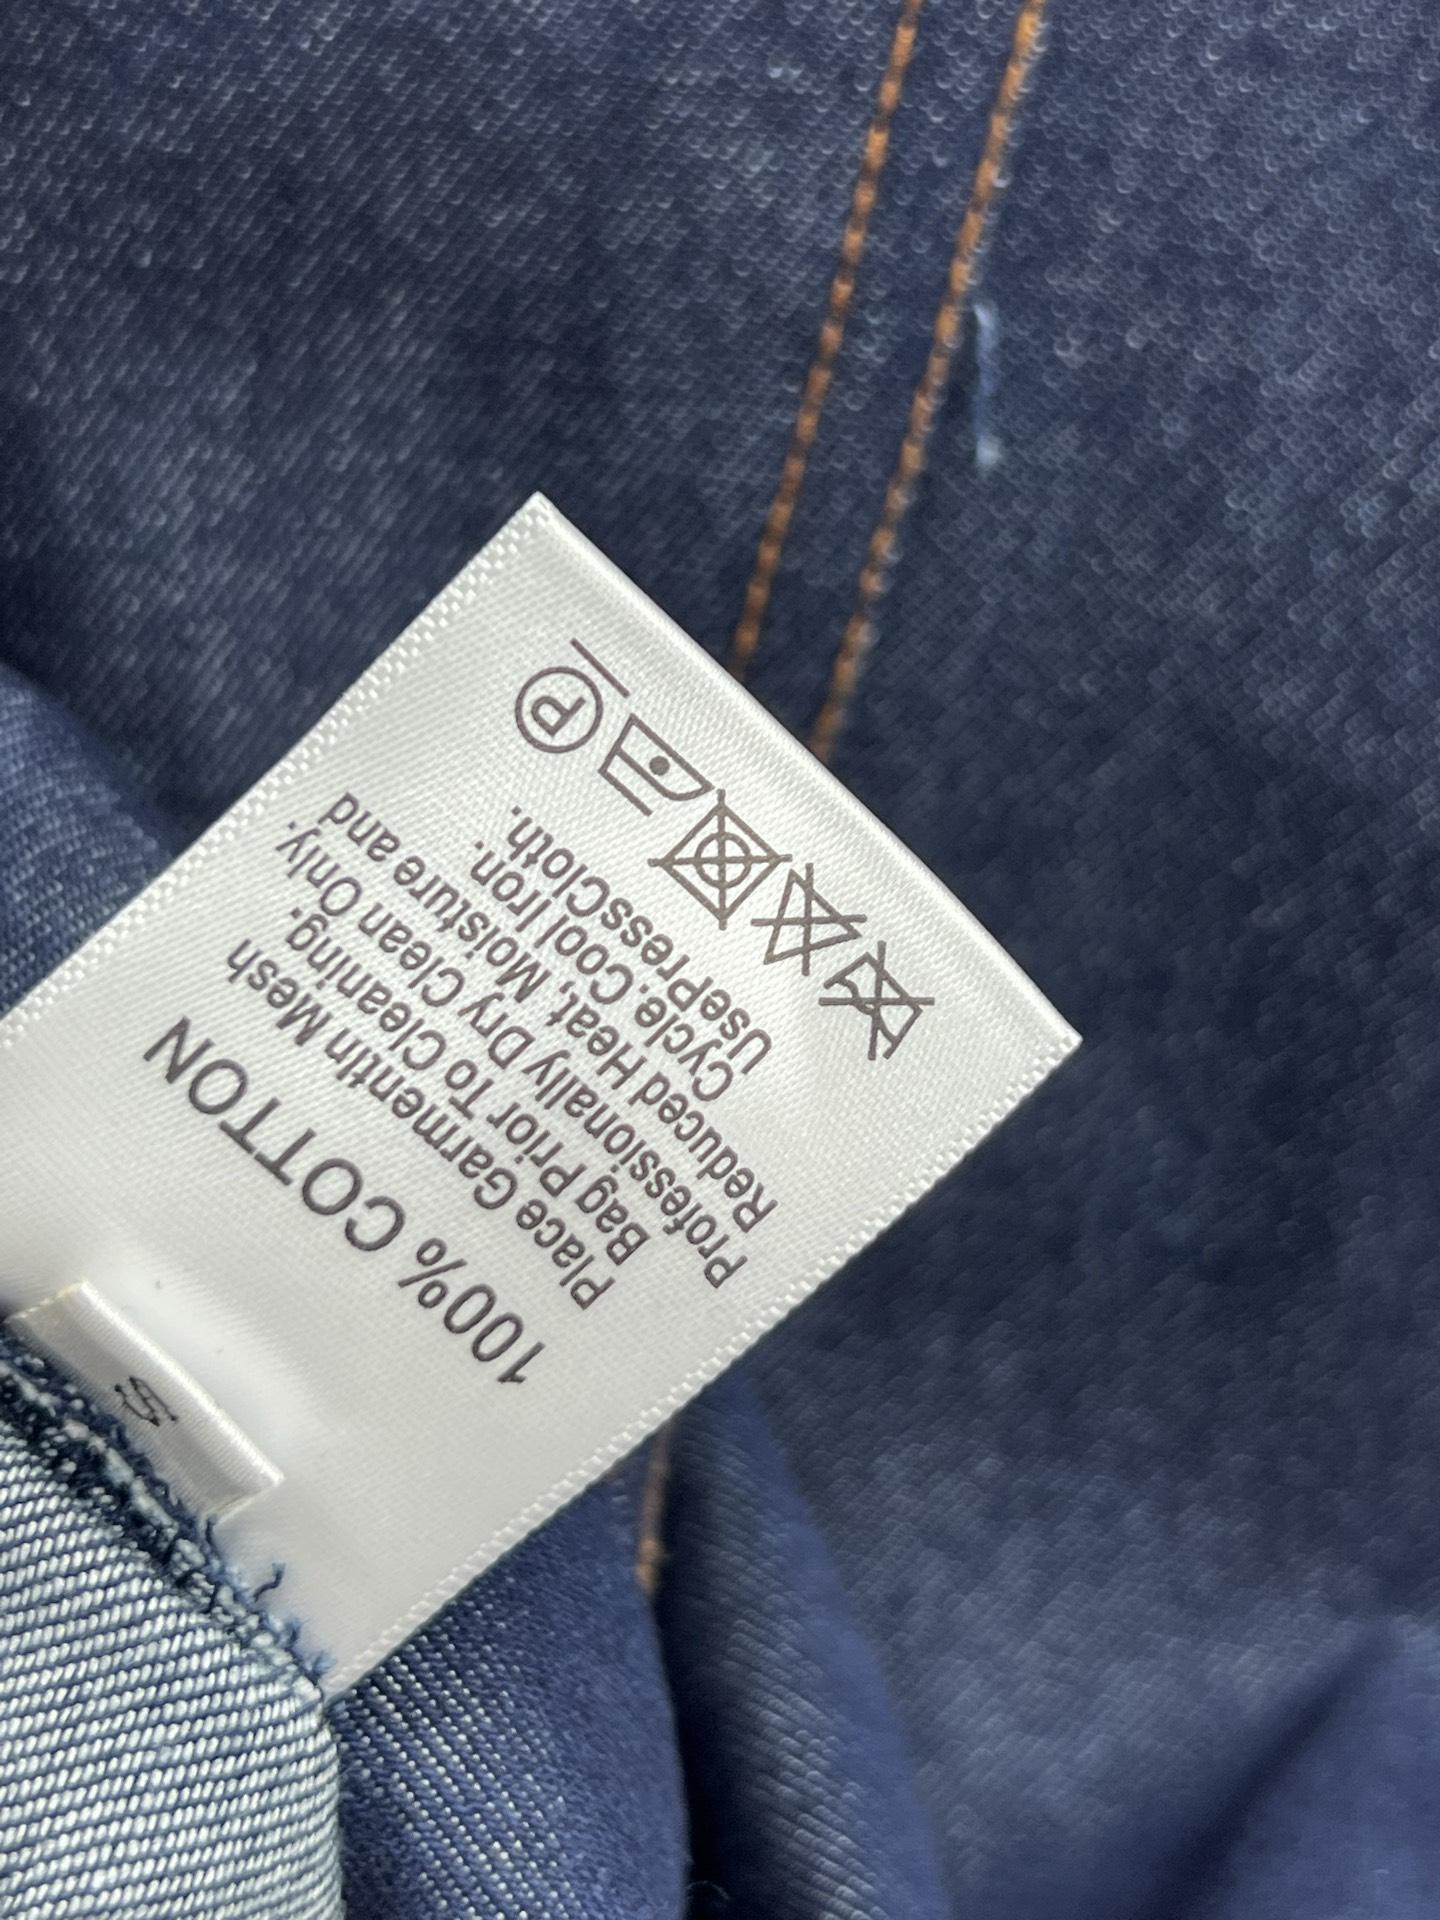 100% COTTON
Place Garmentin Mesh
Bag Prior To Cleaning.
Professionally Dry Clean Only.
Reduced Heat, Moisture and
Cycle.Cool Iron.
UsePressCloth.
P
S